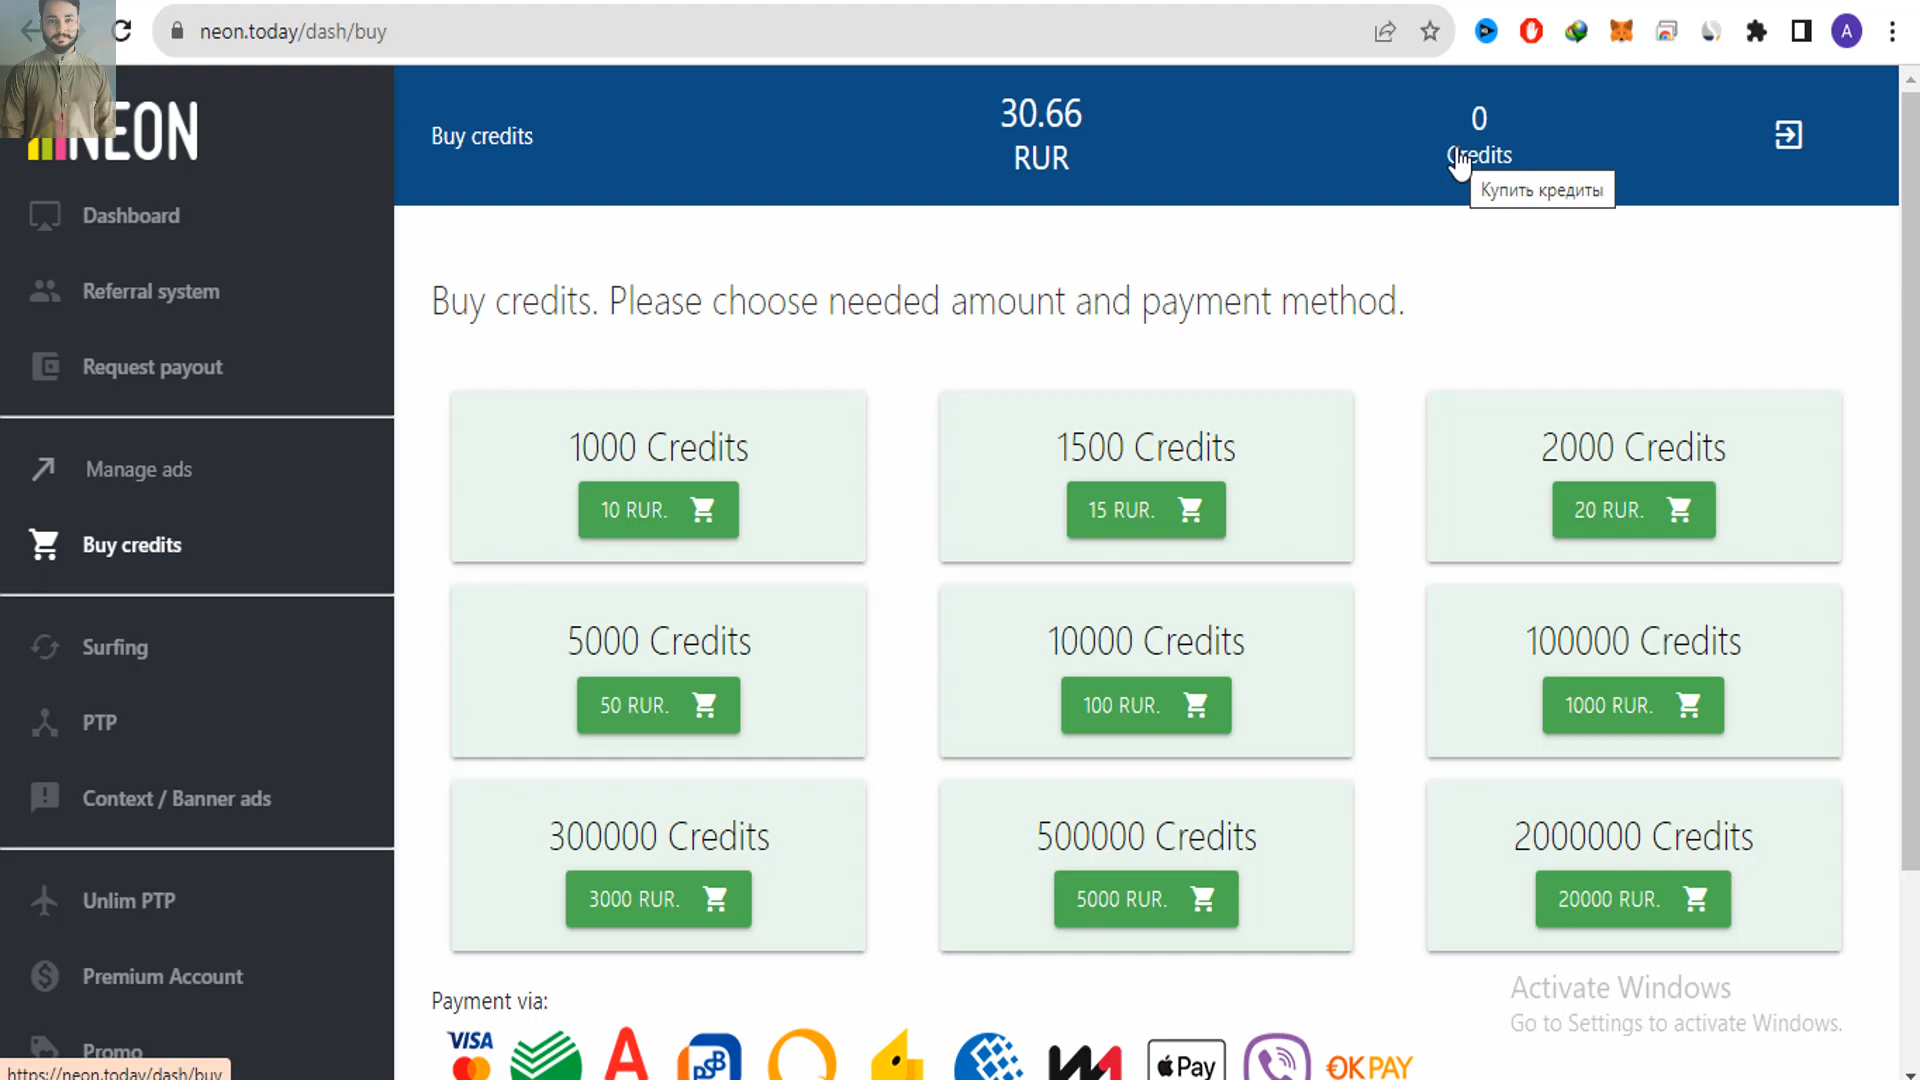 neon.today/dash/buy
A
NEON
Buy credits
30.66
RUR
0
Credits
Купить кредиты
Dashboard
Referral system
Request payout
Manage ads
Buy credits
Surfing
PTP
Context / Banner ads
Unlim PTP
Premium Account
Promo
https://neon.today/dash/buy
Buy credits. Please choose needed amount and payment method.
1000 Credits
10 RUR.
1500 Credits
15 RUR.
2000 Credits
20 RUR.
5000 Credits
50 RUR.
10000 Credits
100 RUR.
100000 Credits
1000 RUR.
300000 Credits
3000 RUR.
500000 Credits
5000 RUR.
2000000 Credits
20000 RUR.
Activate Windows
Go to Settings to activate Windows.
Payment via:
VISA
PSB
Pay
OKPAY